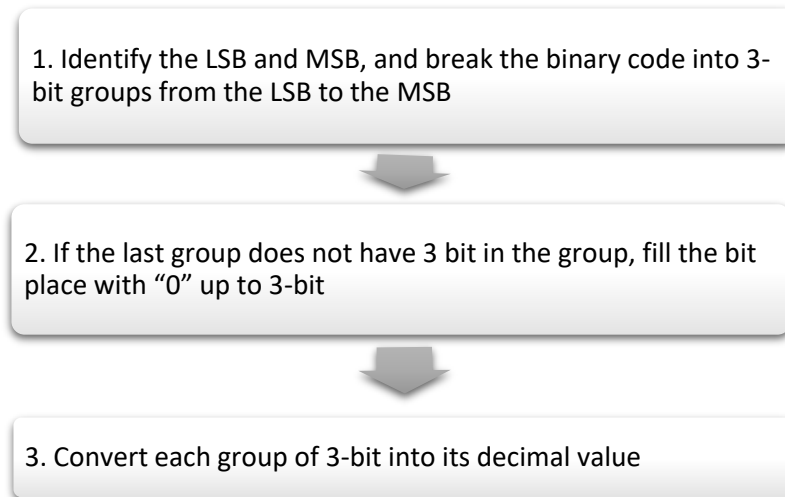 1. Identify the LSB and MSB, and break the binary code into 3-
bit groups from the LSB to the MSB
2. If the last group does not have 3 bit in the group, fill the bit
place with “0” up to 3-bit
3. Convert each group of 3-bit into its decimal value